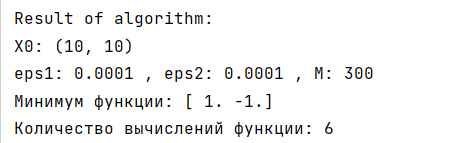 Result of algorithm:
X0: (10, 10)
eps1: 0.0001 , eps2: 0.0001 , M: 300
Минимум функции: [ 1. -1.]
Количество вычислений функции: 6